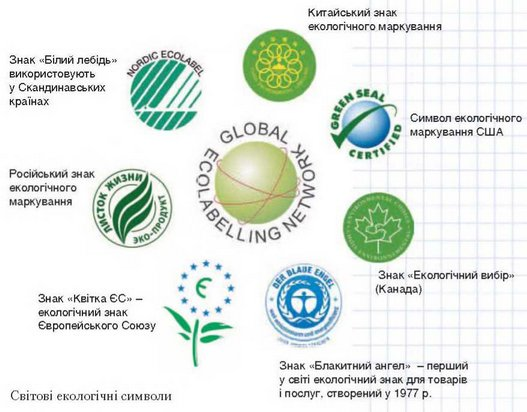 Китайський знак
екологічного маркування
Знак «Білий лебідь»
використовують
у Скандинавських
країнах
NORDIC ECOLABEL
GREEN SEAL
CERTIFIED
Символ екологічного
маркування США
GLOBAL
ECOLABELLING NETWORK
Російський знак
екологічного
маркування
ЛИСТОК ЖИЗНИ
ЭКО-ПРОДУКТ
Знак «Екологічний вибір»
(Канада)
DER BLAUE ENGEL
Знак «Квітка ЄС» –
екологічний знак
Європейського Союзу
Знак «Блакитний ангел» – перший
у світі екологічний знак для товарів
і послуг, створений у 1977 р.
Світові екологічні символи